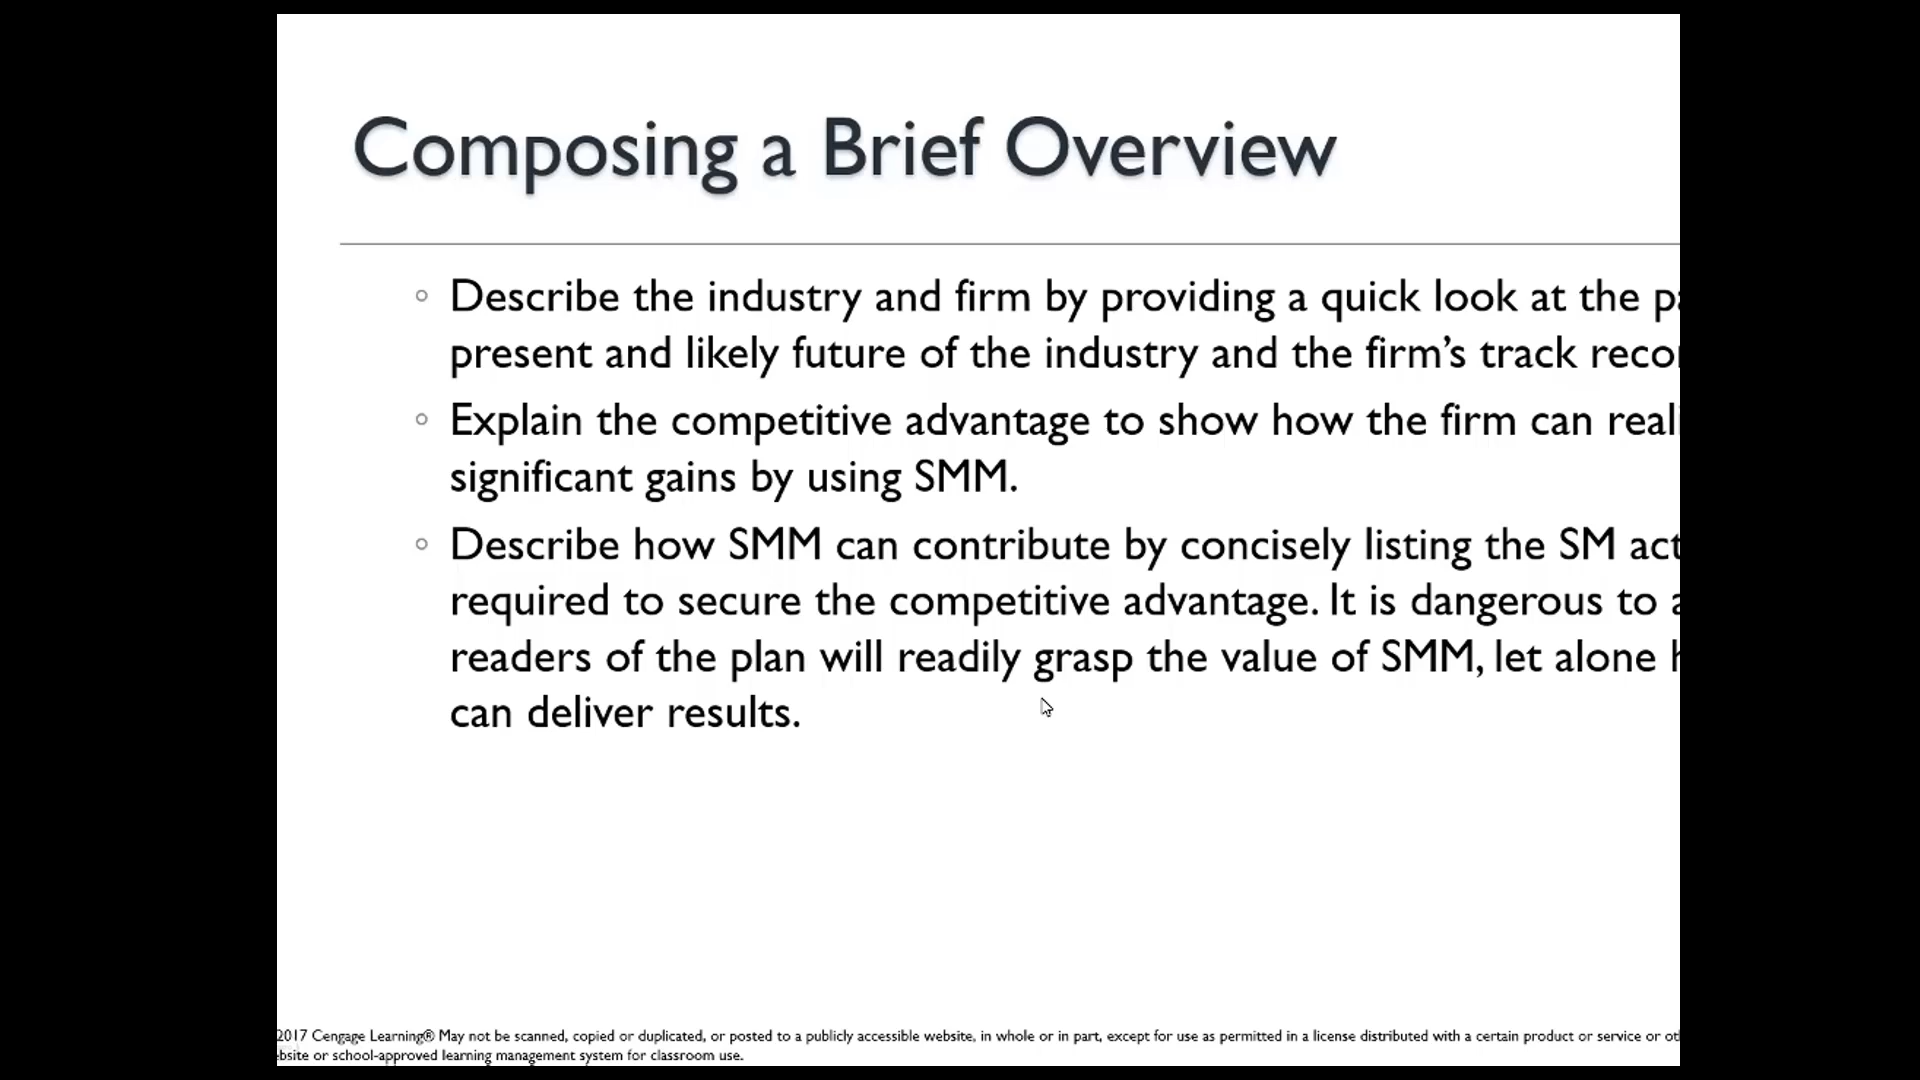 Composing a Brief Overview
Describe the industry and firm by providing a quick look at the
present and likely future of the industry and the firm's track
Explain the competitive advantage to show how the firm can
significant gains by using SMM.
Describe how SMM can contribute by concisely listing the SM
required to secure the competitive advantage. It is dangerous to
readers of the plan will readily grasp the value of SMM, let alone
can deliver results.
2017 Cengage Learning® May not be scanned, copied or duplicated, or posted to a publicly accessible website, in whole or in part, except for use as permitted in a license distributed with a certain product or service or
or school-approved learning management system for classroom use.